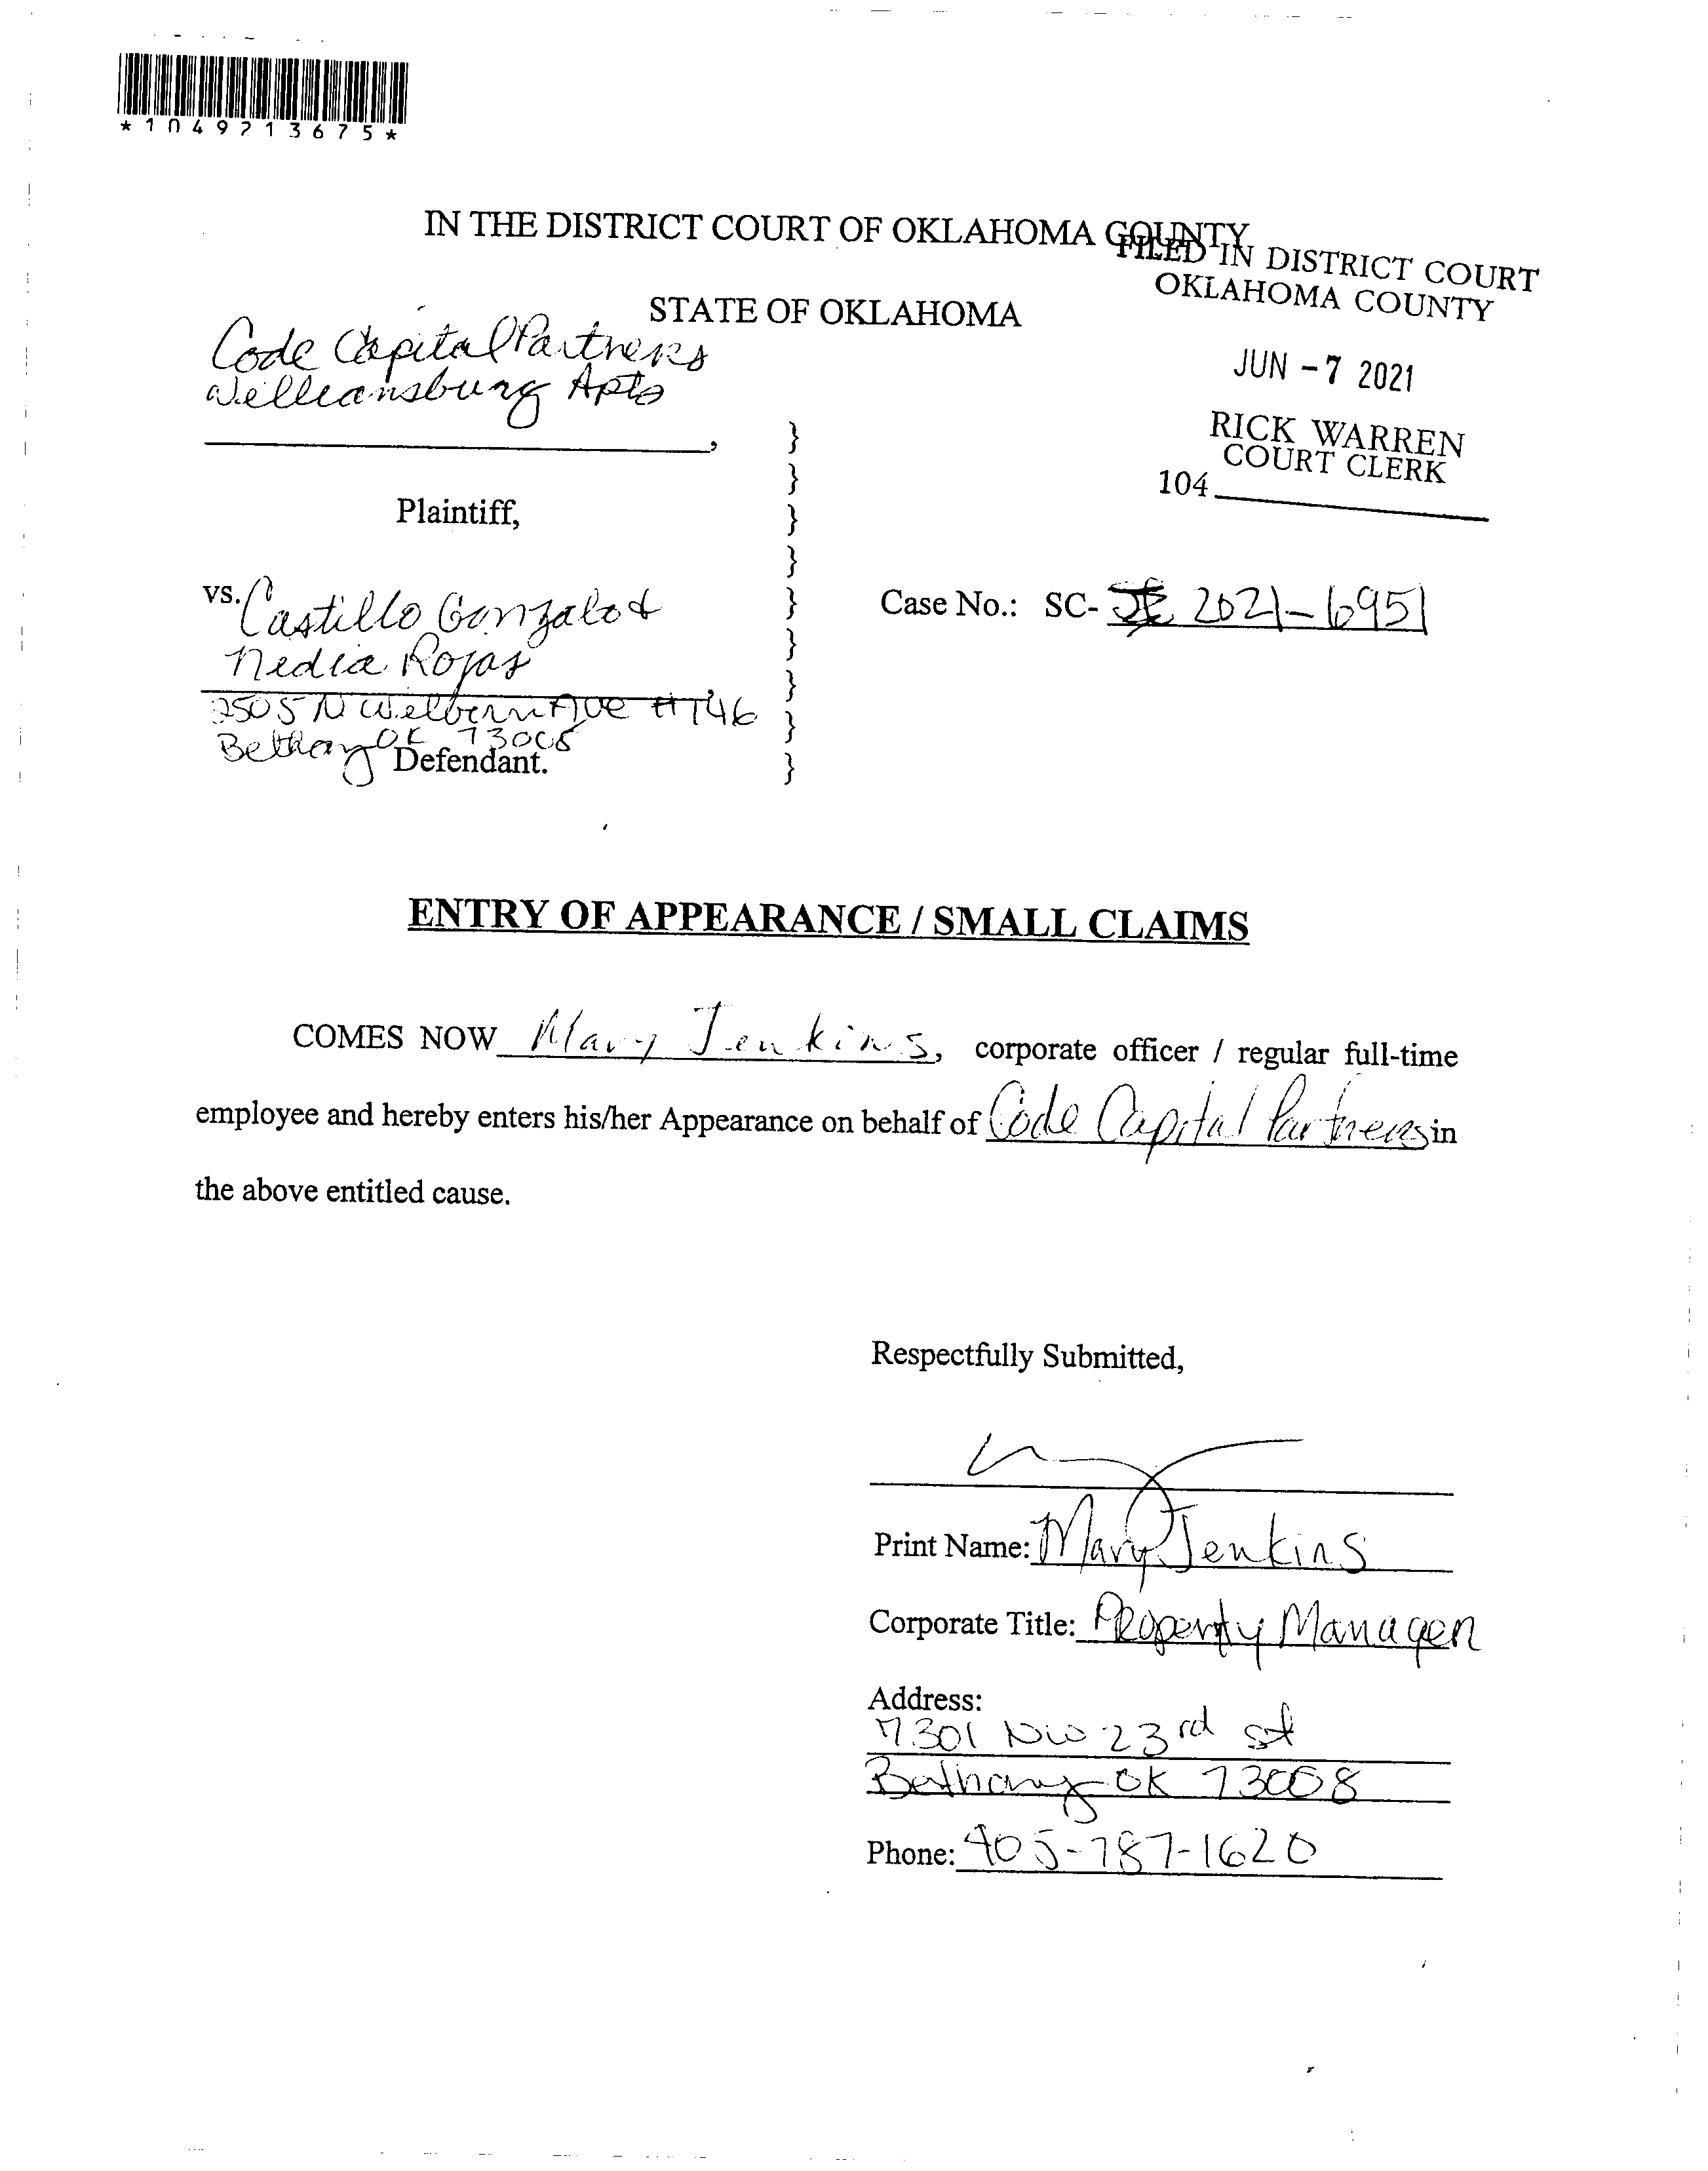 *1049213675*
IN THE DISTRICT COURT OF OKLAHOMA COUNTY
FILED IN DISTRICT COURT
OKLAHOMA COUNTY
STATE OF OKLAHOMA
JUN -7 2021
RICK WARREN
COURT CLERK
104
Code Capital Partners
Williamsburg Apts
,
Plaintiff,
}
}
}
}
}
}
}
}
}
Case No.: SC- 2021-6951
vs. Castillo Gonzalo &
Nedia Rojas
2505 N Welbern Ave #T46
Bethany OK 73008
Defendant.
ENTRY OF APPEARANCE / SMALL CLAIMS
COMES NOW Mary Jenkins, corporate officer / regular full-time
employee and hereby enters his/her Appearance on behalf of Code Capital Partners in
the above entitled cause.
Respectfully Submitted,
Print Name: Mary Jenkins
Corporate Title: Property Manager
Address:
7301 NW 23rd st
Bethany OK 73008
Phone: 405-787-1620